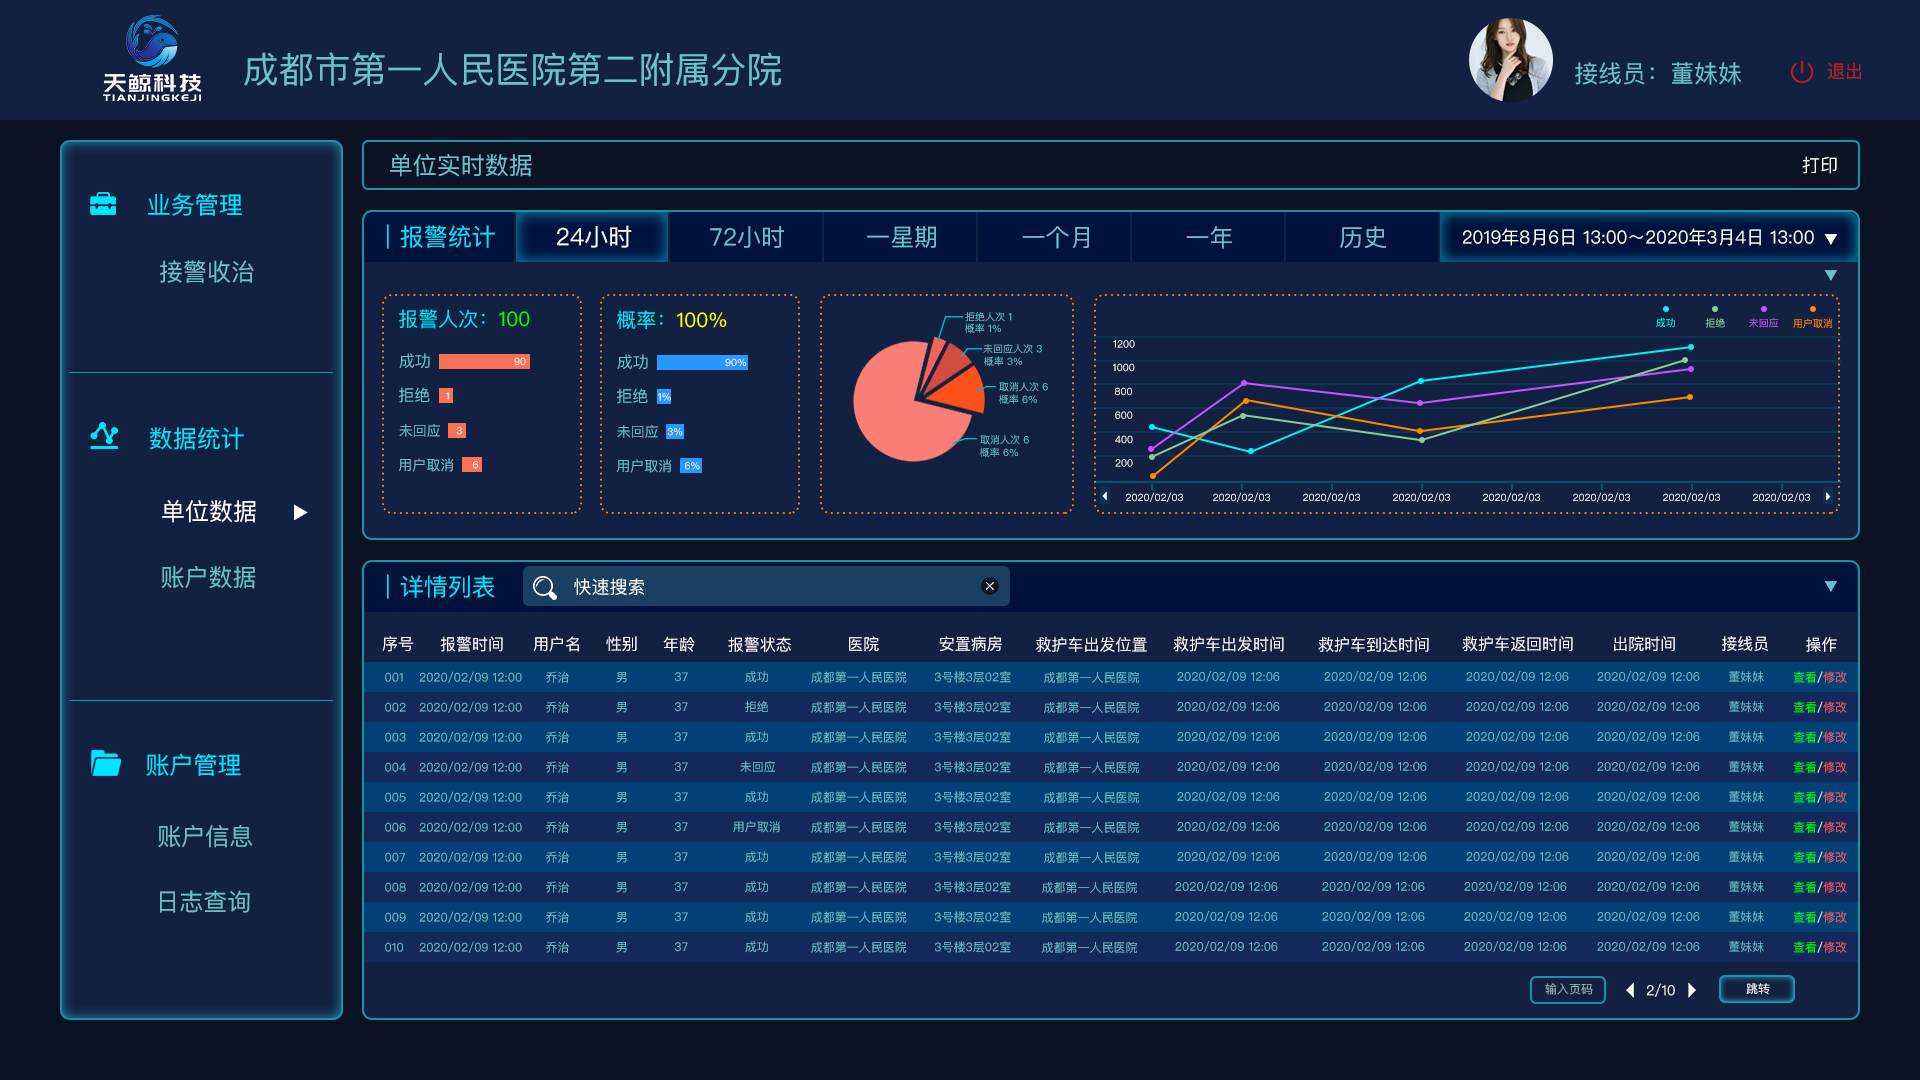 天鲸科技
TIANJINGKEJI
成都市第一人民医院第二附属分院
接线员：董妹妹
退出
业务管理
接警收治
数据统计
单位数据
账户数据
账户管理
账户信息
日志查询
单位实时数据
打印
报警统计 24小时 72小时 一星期 一个月 一年 历史 2019年8月6日 13:00～2020年3月4日 13:00
报警人次：100
成功 90
拒绝 1
未回应 3
用户取消 6
概率：100%
成功 90%
拒绝 1%
未回应 3%
用户取消 6%
拒绝人次 1
概率 1%
未回应人次 3
概率 3%
取消人次 6
概率 6%
取消人次 6
概率 6%
成功 拒绝 未回应 用户取消
1200
1000
800
600
400
200
2020/02/03 2020/02/03 2020/02/03 2020/02/03 2020/02/03 2020/02/03 2020/02/03 2020/02/03
详情列表 快速搜索
序号 报警时间 用户名 性别 年龄 报警状态 医院 安置病房 救护车出发位置 救护车出发时间 救护车到达时间 救护车返回时间 出院时间 接线员 操作
001 2020/02/09 12:00 乔治 男 37 成功 成都第一人民医院 3号楼3层02室 成都第一人民医院 2020/02/09 12:06 2020/02/09 12:06 2020/02/09 12:06 2020/02/09 12:06 董妹妹 查看/修改
002 2020/02/09 12:00 乔治 男 37 拒绝 成都第一人民医院 3号楼3层02室 成都第一人民医院 2020/02/09 12:06 2020/02/09 12:06 2020/02/09 12:06 2020/02/09 12:06 董妹妹 查看/修改
003 2020/02/09 12:00 乔治 男 37 成功 成都第一人民医院 3号楼3层02室 成都第一人民医院 2020/02/09 12:06 2020/02/09 12:06 2020/02/09 12:06 2020/02/09 12:06 董妹妹 查看/修改
004 2020/02/09 12:00 乔治 男 37 未回应 成都第一人民医院 3号楼3层02室 成都第一人民医院 2020/02/09 12:06 2020/02/09 12:06 2020/02/09 12:06 2020/02/09 12:06 董妹妹 查看/修改
005 2020/02/09 12:00 乔治 男 37 成功 成都第一人民医院 3号楼3层02室 成都第一人民医院 2020/02/09 12:06 2020/02/09 12:06 2020/02/09 12:06 2020/02/09 12:06 董妹妹 查看/修改
006 2020/02/09 12:00 乔治 男 37 用户取消 成都第一人民医院 3号楼3层02室 成都第一人民医院 2020/02/09 12:06 2020/02/09 12:06 2020/02/09 12:06 2020/02/09 12:06 董妹妹 查看/修改
007 2020/02/09 12:00 乔治 男 37 成功 成都第一人民医院 3号楼3层02室 成都第一人民医院 2020/02/09 12:06 2020/02/09 12:06 2020/02/09 12:06 2020/02/09 12:06 董妹妹 查看/修改
008 2020/02/09 12:00 乔治 男 37 成功 成都第一人民医院 3号楼3层02室 成都第一人民医院 2020/02/09 12:06 2020/02/09 12:06 2020/02/09 12:06 2020/02/09 12:06 董妹妹 查看/修改
009 2020/02/09 12:00 乔治 男 37 成功 成都第一人民医院 3号楼3层02室 成都第一人民医院 2020/02/09 12:06 2020/02/09 12:06 2020/02/09 12:06 2020/02/09 12:06 董妹妹 查看/修改
010 2020/02/09 12:00 乔治 男 37 成功 成都第一人民医院 3号楼3层02室 成都第一人民医院 2020/02/09 12:06 2020/02/09 12:06 2020/02/09 12:06 2020/02/09 12:06 董妹妹 查看/修改
输入页码 2/10 跳转